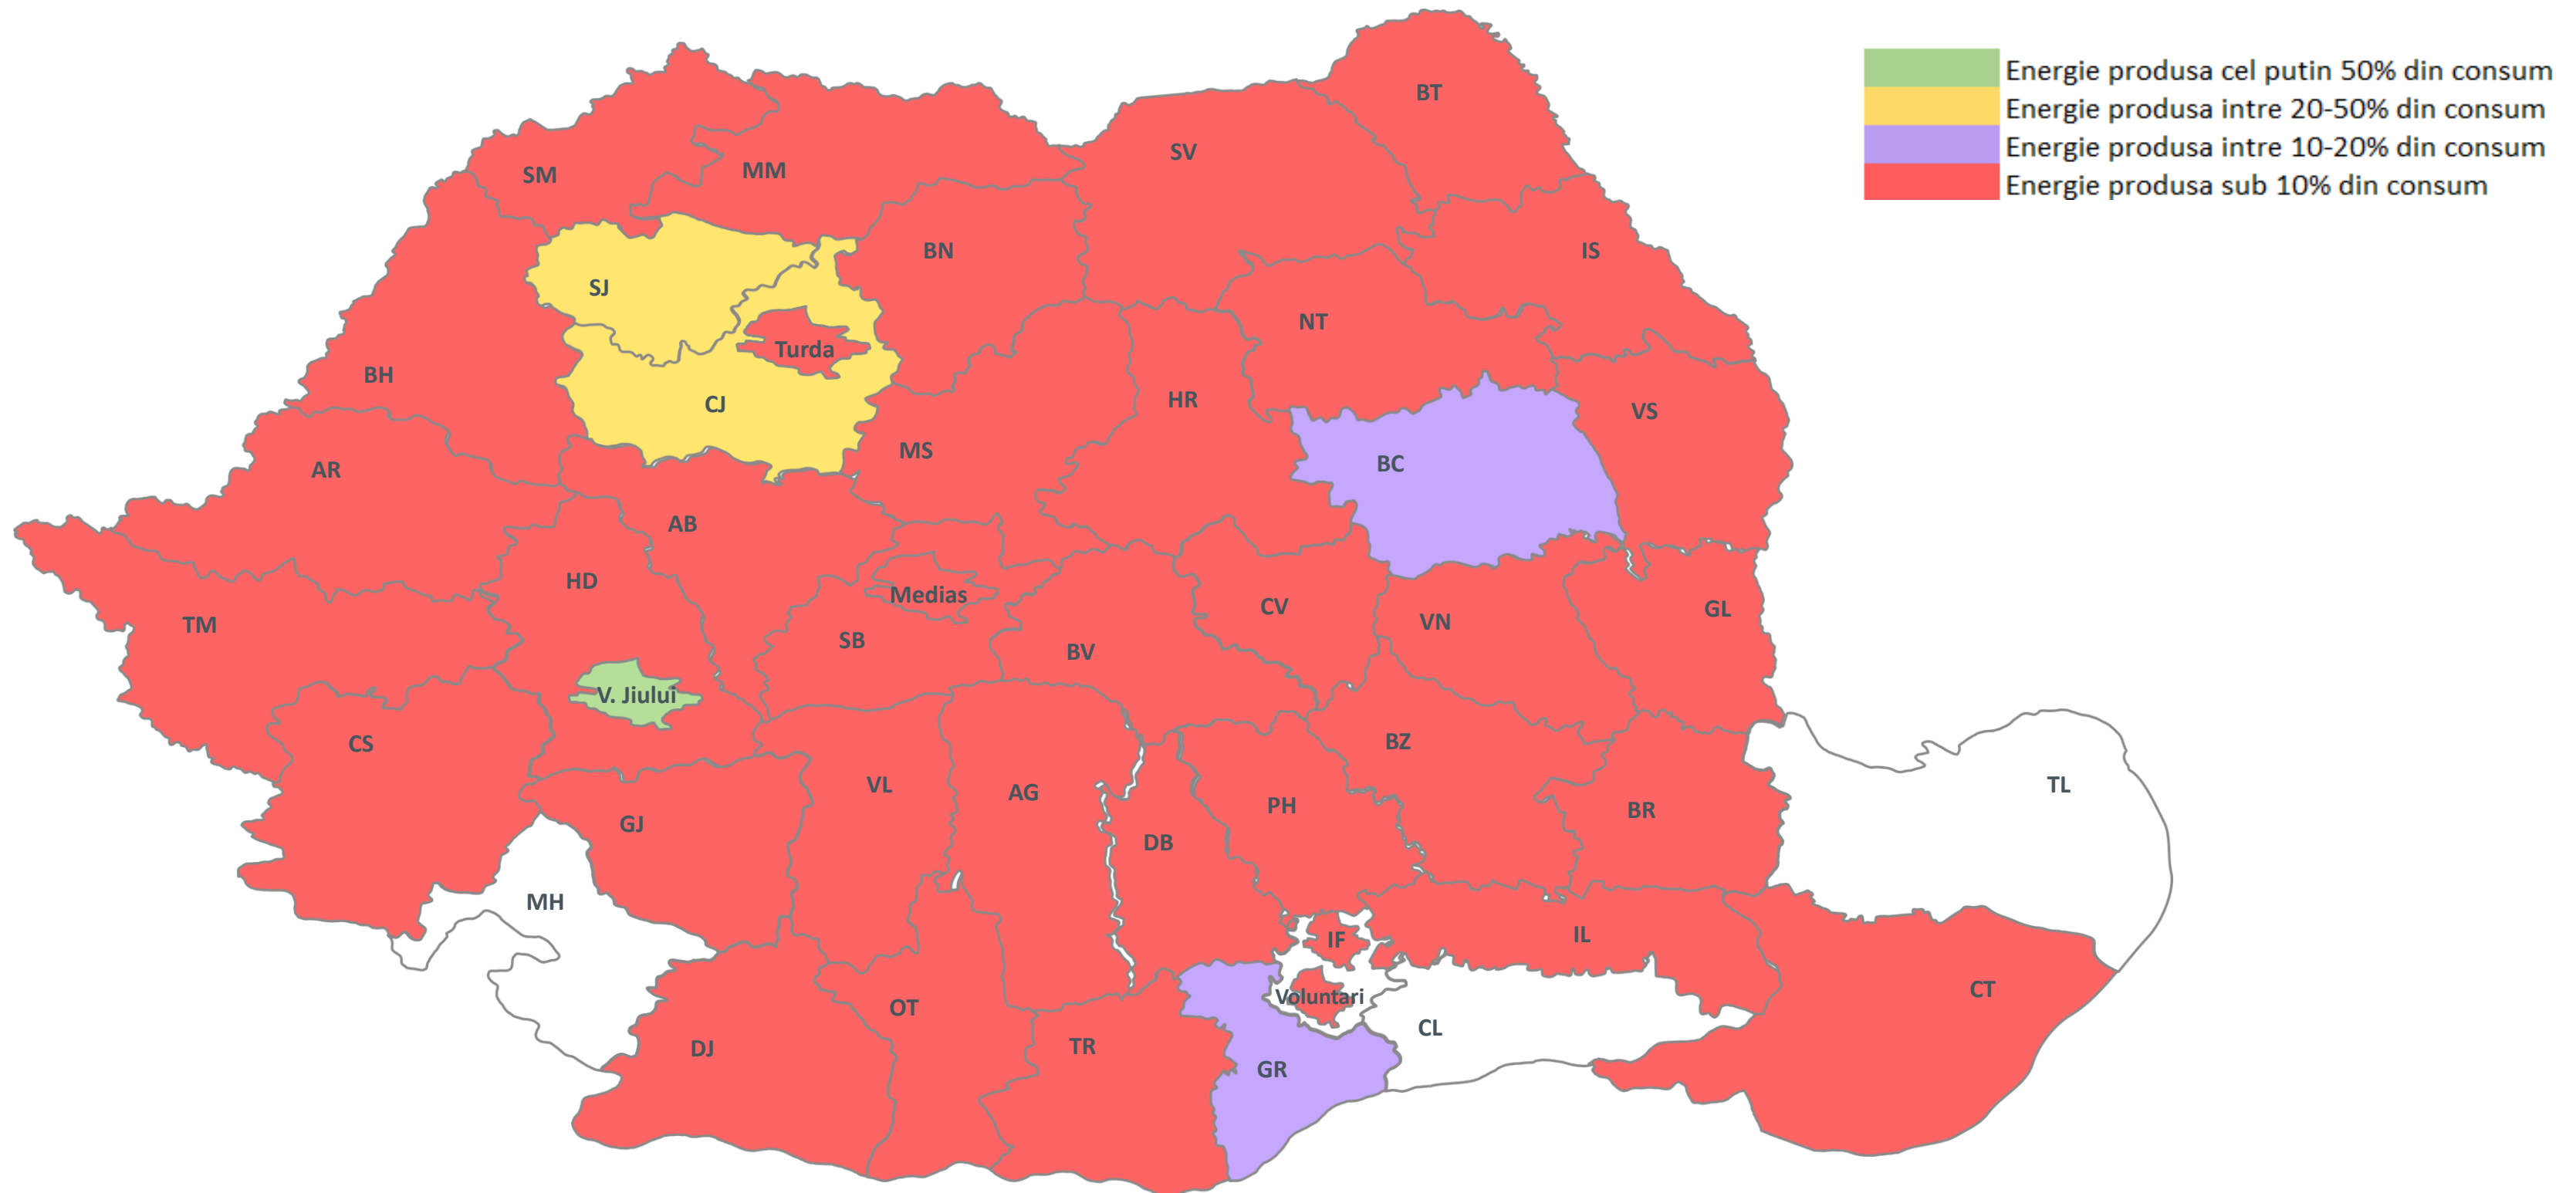 Energie produsa cel putin 50% din consum
Energie produsa intre 20-50% din consum
Energie produsa intre 10-20% din consum
Energie produsa sub 10% din consum
BT
SV
MM
SM
BN
IS
SJ
NT
Turda
BH
HR
CJ
VS
MS
BC
AR
AB
HD
Medias
CV
GL
VN
TM
SB
BV
V. Jiului
BZ
CS
VL
TL
AG
PH
BR
GJ
DB
MH
IL
IF
CT
Voluntari
OT
CL
TR
DJ
GR